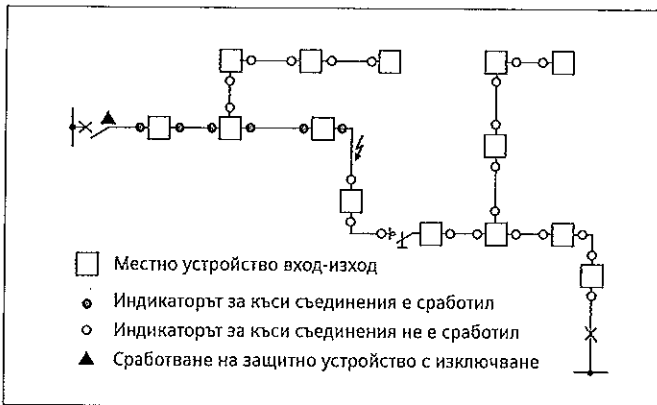 Местно устройство вход-изход
Индикаторът за къси съединения е сработил
Индикаторът за къси съединения не е сработил
Сработване на защитно устройство с изключване